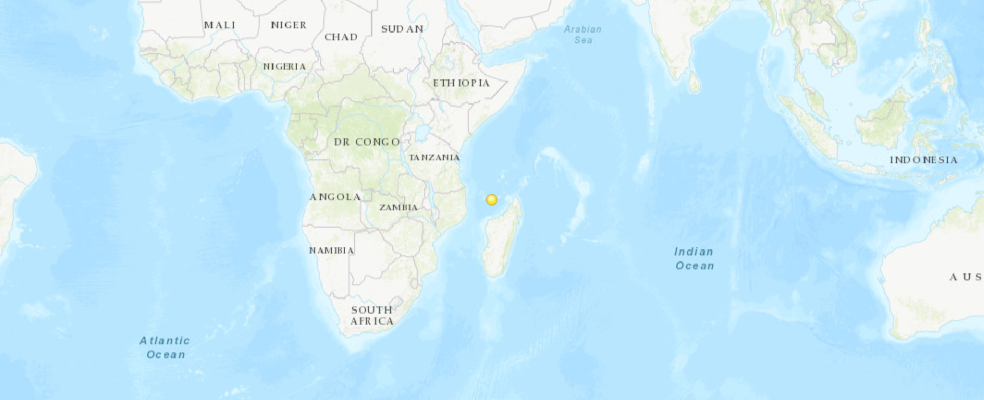 MALI
NIGER
CHAD
SUDAN
Arabian
Sea
NIGERIA
ETHIOPIA
DR CONGO
TANZANIA
INDONESIA
ANGOLA
ZAMBIA
NAMIBIA
Indian
Ocean
AUS
SOUTH
AFRICA
Atlantic
Ocean